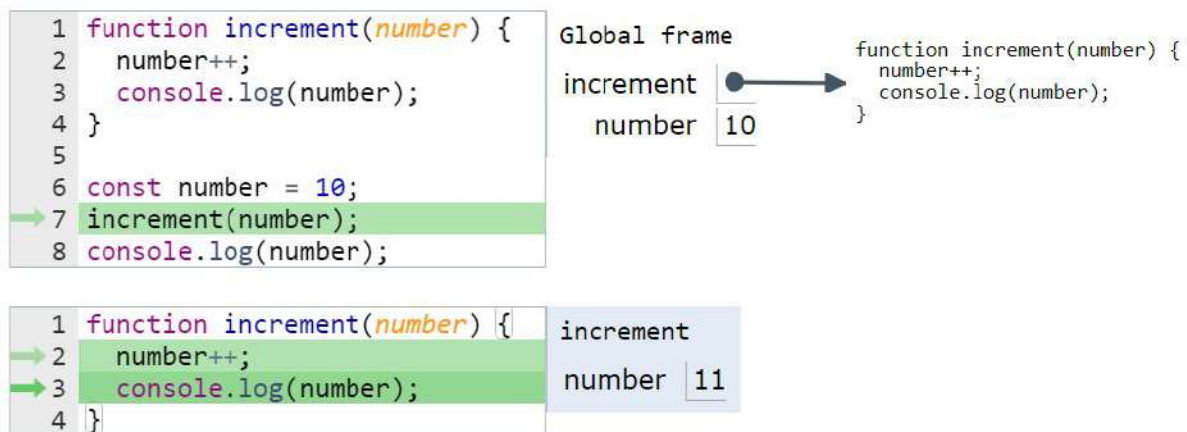 1 function increment(number) {
2 number++;
3 console.log(number);
4 }
5
6 const number = 10;
7 increment(number);
8 console.log(number);
Global frame
increment
number 10
function increment(number) {
number++;
console.log(number);
}
1 function increment(number) {
2 number++;
3 console.log(number);
4 }
increment
number 11